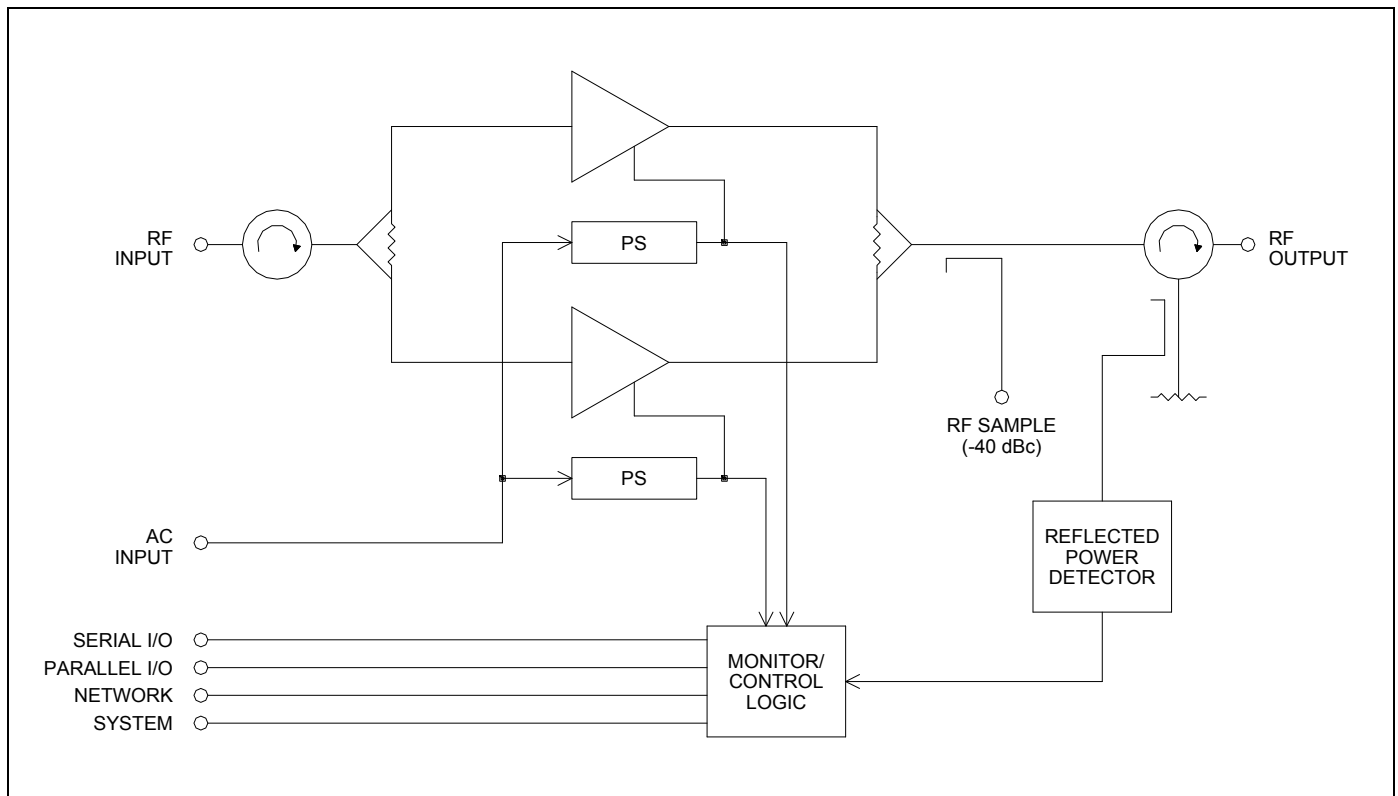 RF
INPUT
PS
RF
OUTPUT
RF SAMPLE
(-40 dBc)
PS
AC
INPUT
REFLECTED
POWER
DETECTOR
SERIAL I/O
PARALLEL I/O
NETWORK
SYSTEM
MONITOR/
CONTROL
LOGIC